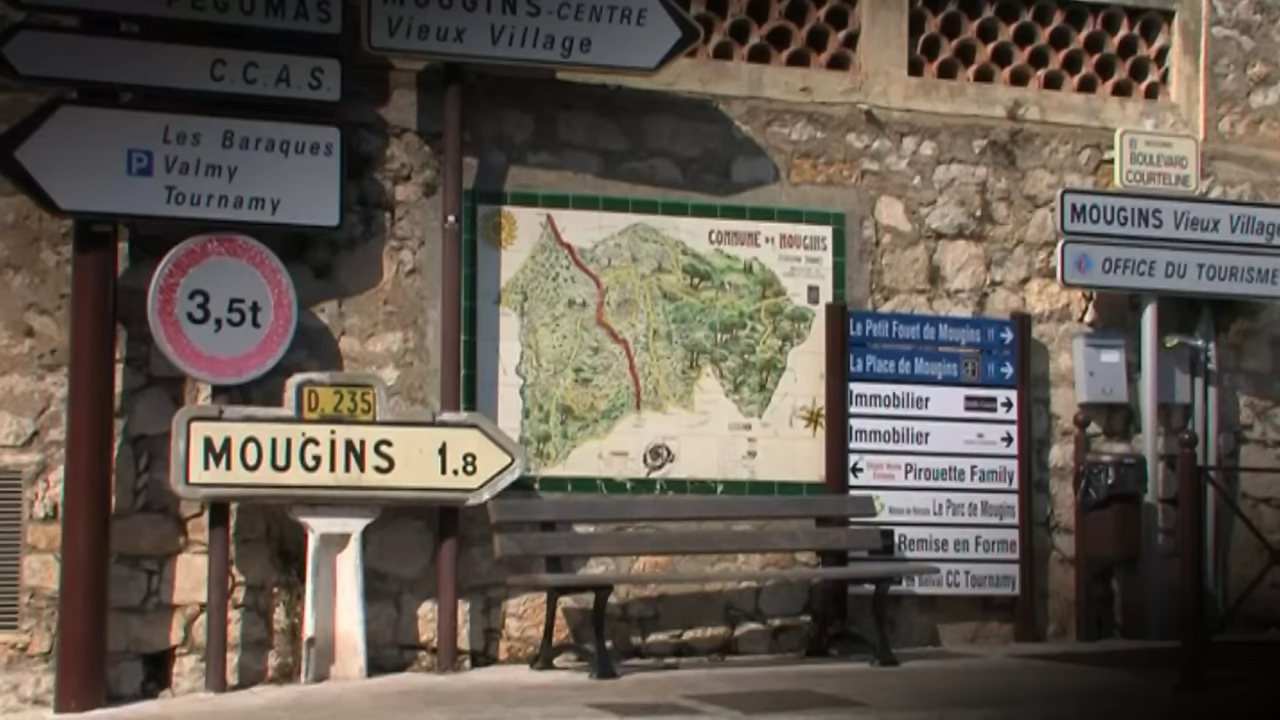 PEGOMAS
C.C.A.S.
Les Baraques
P Valmy
Tournamy
MOUGINS-CENTRE
Vieux Village
3,5t
D.235
MOUGINS 1.8
COMMUNE DE MOUGINS
BOULEVARD
COURTELINE
MOUGINS Vieux Village
OFFICE DU TOURISME
Le Petit Fouet de Mougins
La Place de Mougins
Immobilier
Immobilier
Pirouette Family
Le Parc de Mougins
Remise en Forme
CC Tournamy